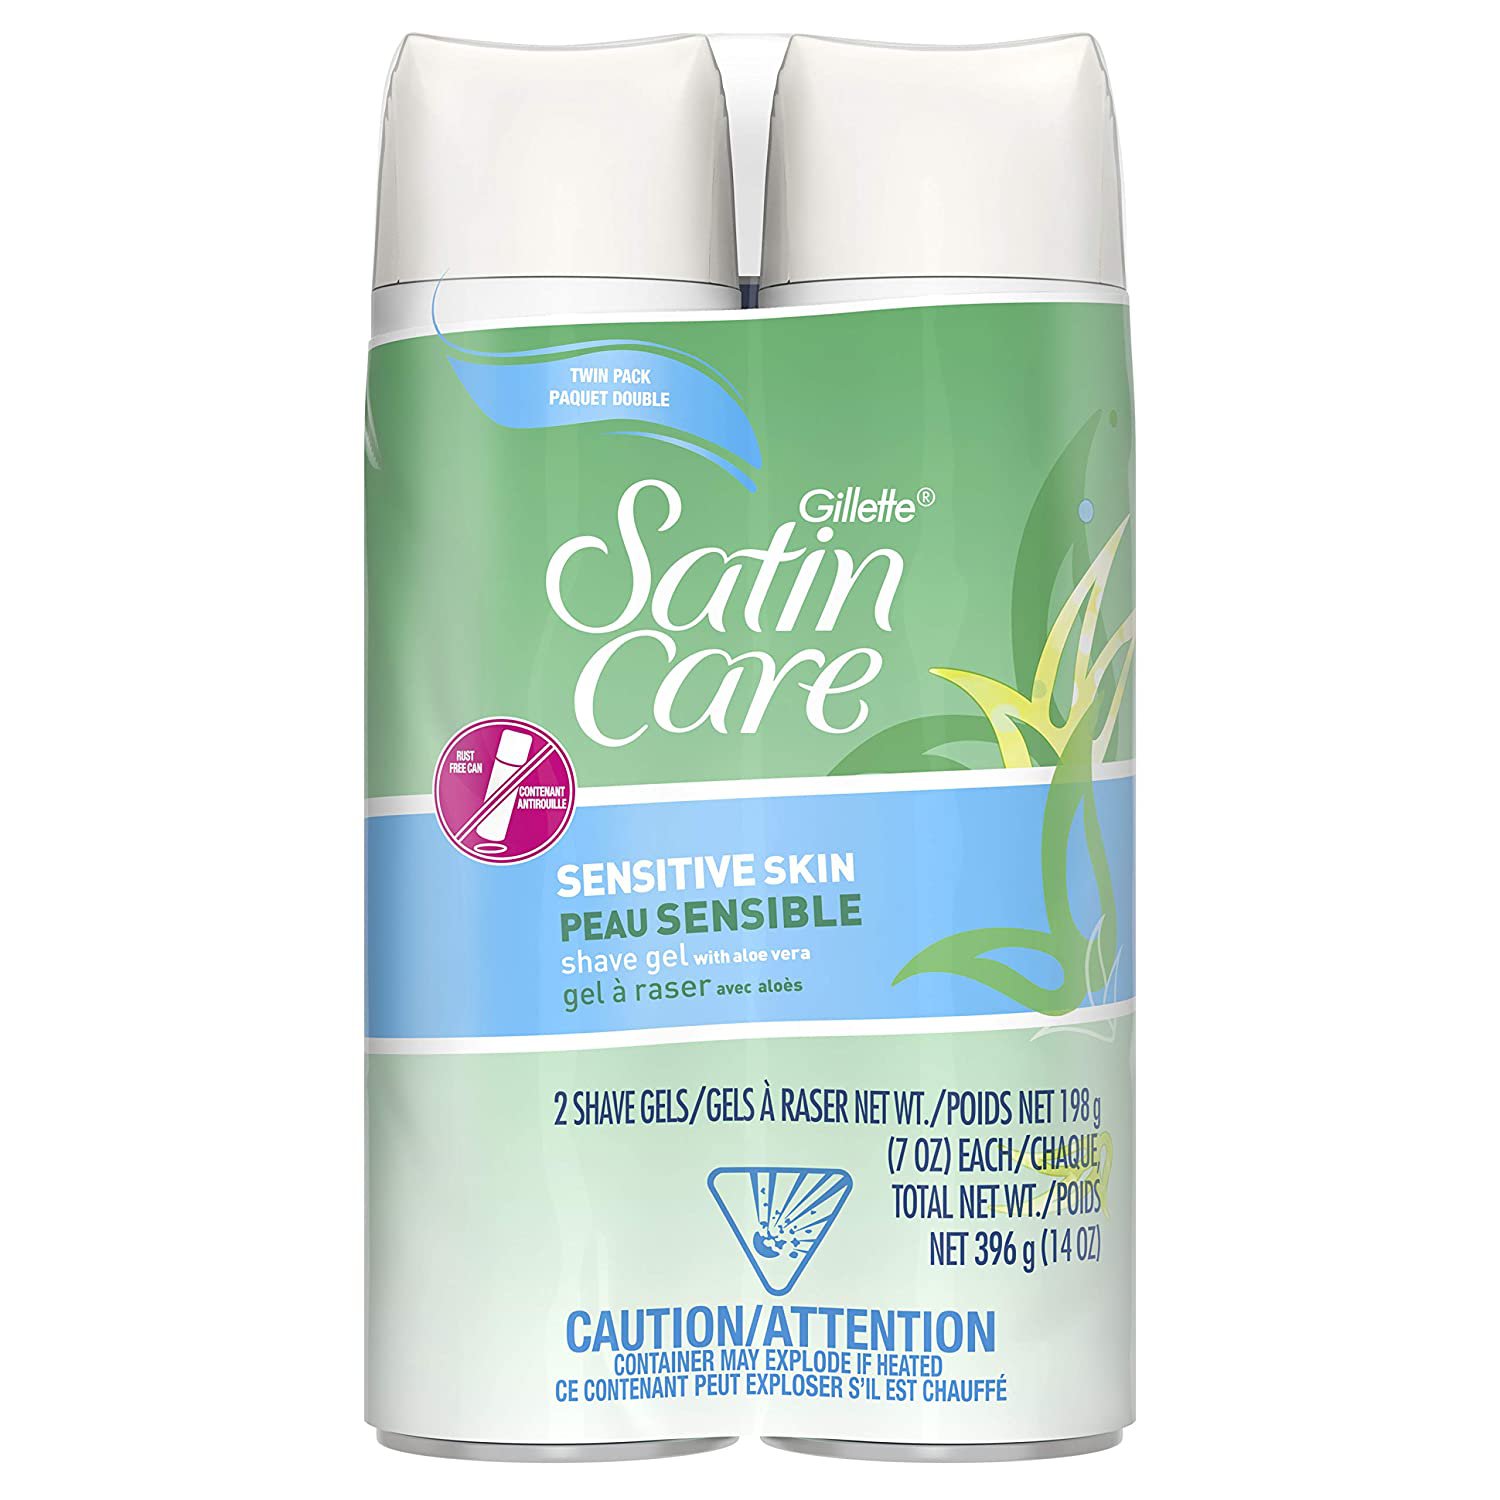 TWIN PACK
PAQUET DOUBLE
Gillette®
Satin
Care
RUST
FREE CAN
CONTENANT
ANTIROUILLE
SENSITIVE SKIN
PEAU SENSIBLE
shave gel with aloe vera
gel à raser avec aloès
2 SHAVE GELS/GELS À RASER NET WT./POIDS NET 198 g
(7 OZ) EACH/CHAQUE,
TOTAL NET WT./POIDS
NET 396 g (14 OZ)
CAUTION/ATTENTION
CONTAINER MAY EXPLODE IF HEATED
CE CONTENANT PEUT EXPLOSER S'IL EST CHAUFFÉ